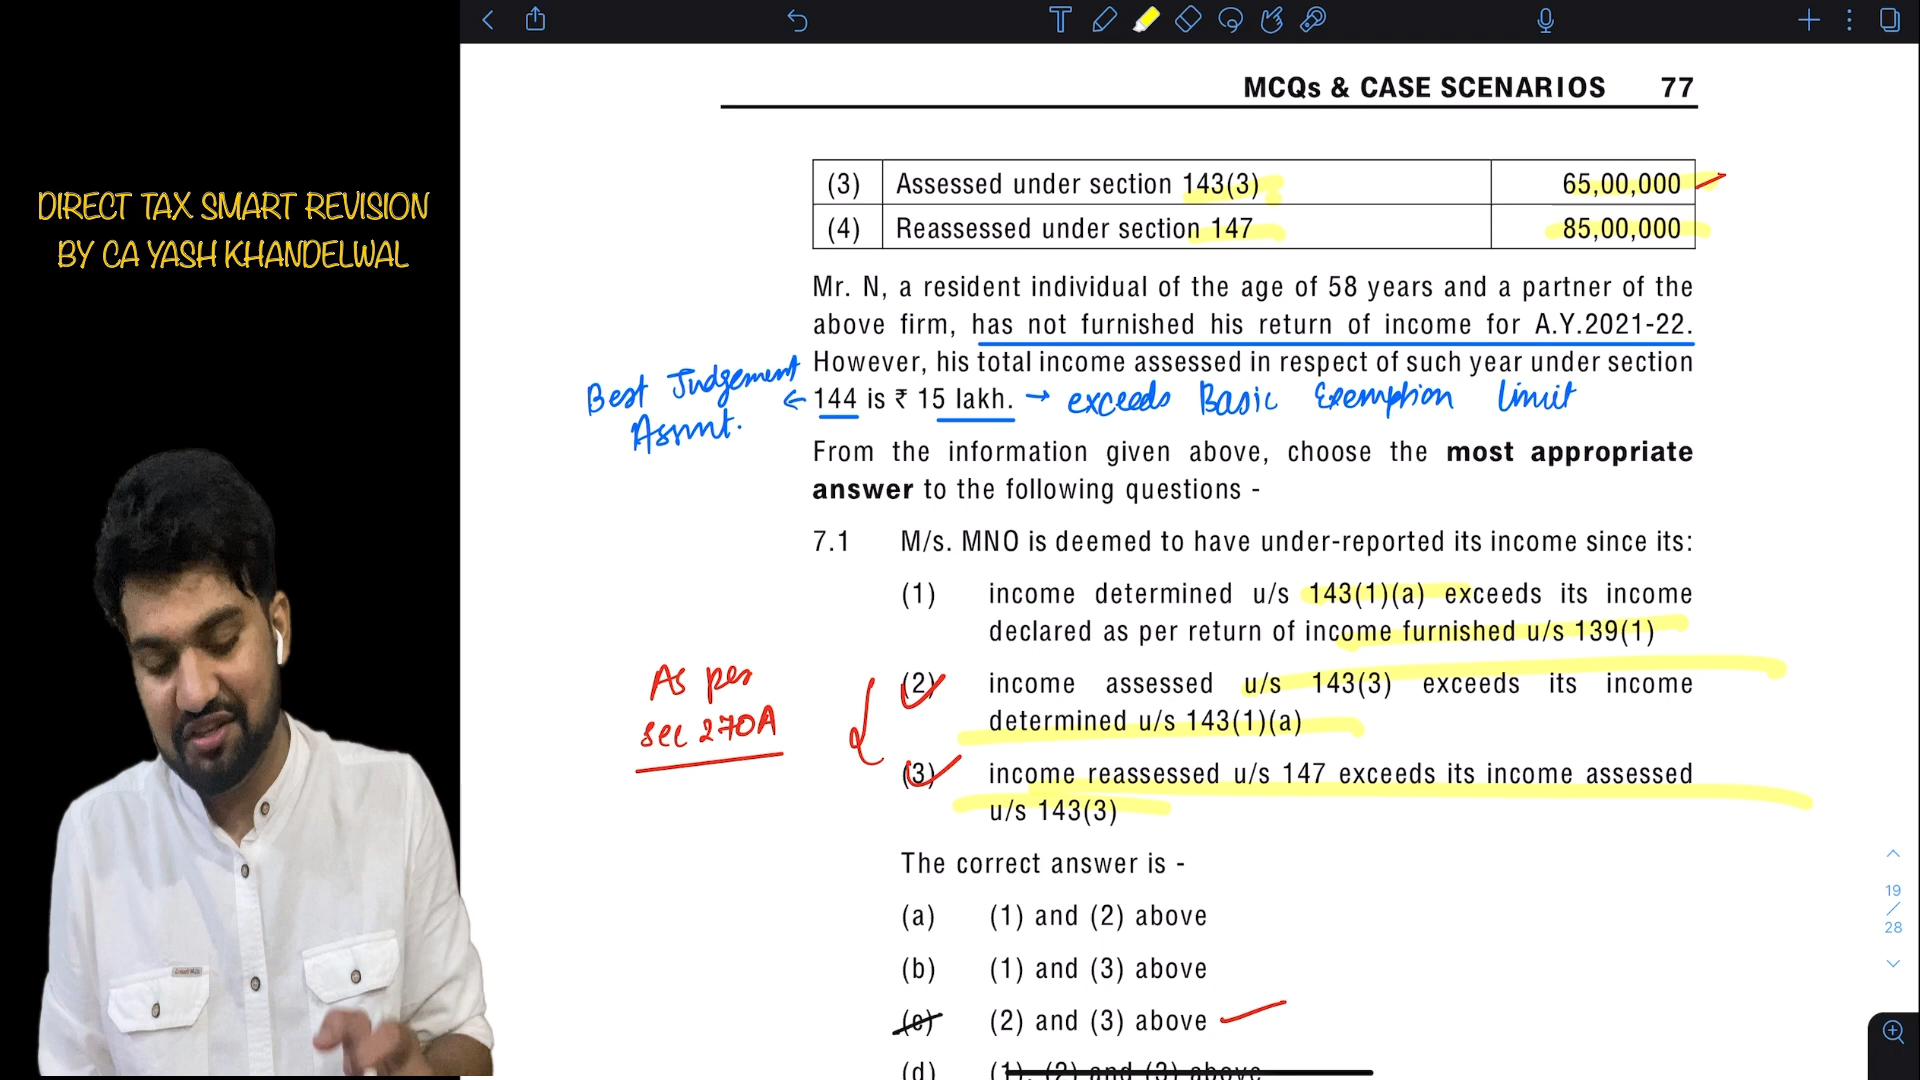 MCQs & CASE SCENARIOS 77
DIRECT TAX SMART REVISION
BY CA YASH KHANDELWAL
(3) Assessed under section 143(3) 65,00,000
(4) Reassessed under section 147 85,00,000
Mr. N, a resident individual of the age of 58 years and a partner of the
above firm, has not furnished his return of income for A.Y.2021-22.
However, his total income assessed in respect of such year under section
144 is ₹ 15 lakh. → exceeds Basic Exemption Limit
Best Judgement
Assmt.
From the information given above, choose the most appropriate
answer to the following questions -
7.1 M/s. MNO is deemed to have under-reported its income since its:
(1) income determined u/s 143(1)(a) exceeds its income
declared as per return of income furnished u/s 139(1)
(2) income assessed u/s 143(3) exceeds its income
determined u/s 143(1)(a)
(3) income reassessed u/s 147 exceeds its income assessed
u/s 143(3)
As per
sec 270A
The correct answer is -
(a) (1) and (2) above
(b) (1) and (3) above
(c) (2) and (3) above
(d) (1), (2) and (3) above
19
/
28